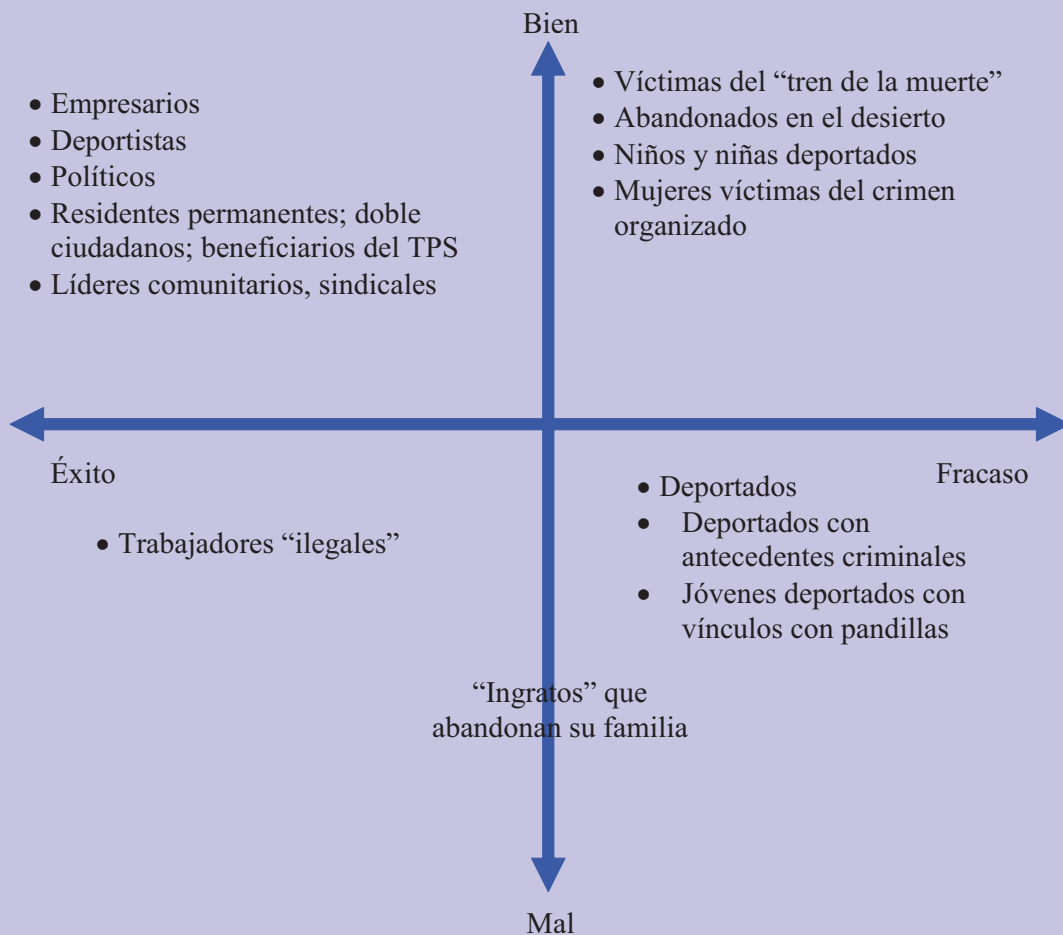 Bien
• Empresarios
• Deportistas
• Políticos
• Residentes permanentes; doble
ciudadanos; beneficiarios del TPS
• Líderes comunitarios, sindicales
• Víctimas del “tren de la muerte”
• Abandonados en el desierto
• Niños y niñas deportados
• Mujeres víctimas del crimen
organizado
Éxito
Fracaso
• Trabajadores “ilegales”
• Deportados
• Deportados con
antecedentes criminales
• Jóvenes deportados con
vínculos con pandillas
“Ingratos” que
abandonan su familia
Mal